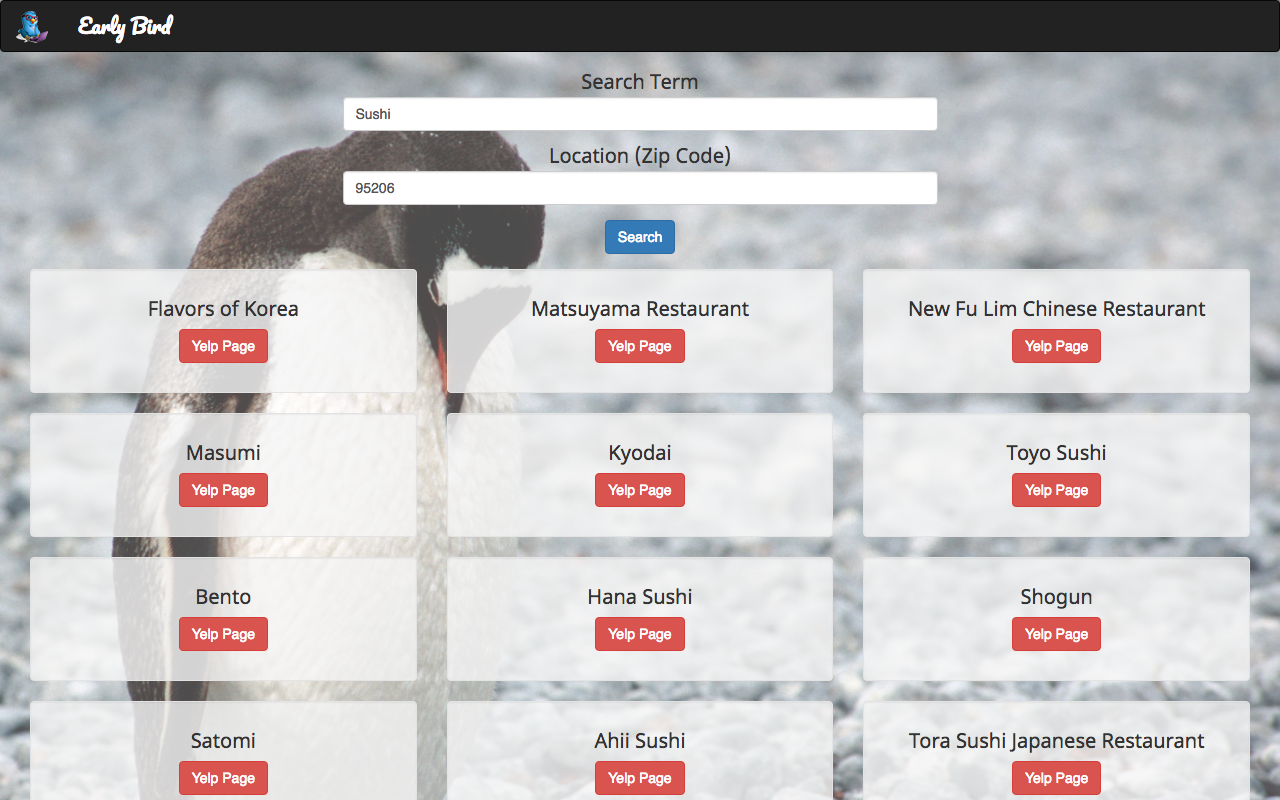 Early Bird
Search Term
Sushi
Location (Zip Code)
95206
Search
Flavors of Korea
Yelp Page
Matsuyama Restaurant
Yelp Page
New Fu Lim Chinese Restaurant
Yelp Page
Masumi
Yelp Page
Kyodai
Yelp Page
Toyo Sushi
Yelp Page
Bento
Yelp Page
Hana Sushi
Yelp Page
Shogun
Yelp Page
Satomi
Yelp Page
Ahii Sushi
Yelp Page
Tora Sushi Japanese Restaurant
Yelp Page